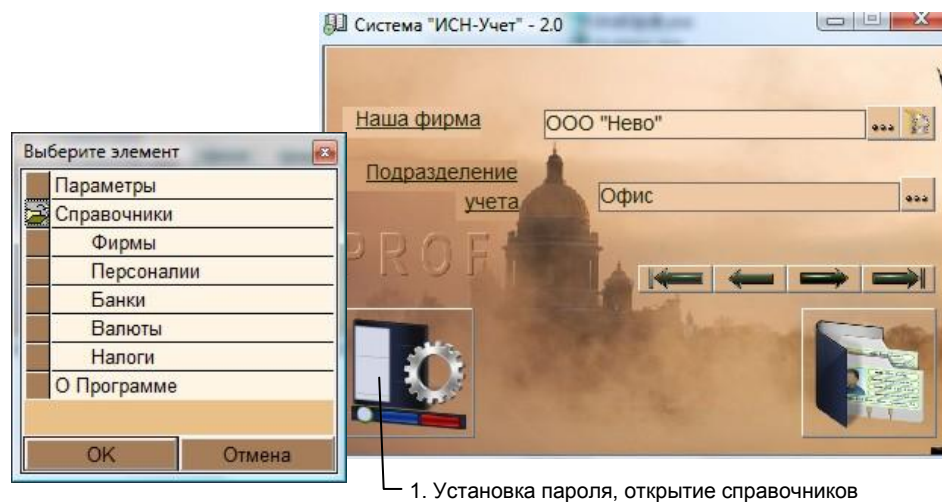 Система "ИСН-Учет" - 2.0
Наша фирма
ООО "Нево"
Подразделение
учета
Офис
PROF
Выберите элемент
Параметры
Справочники
Фирмы
Персоналии
Банки
Валюты
Налоги
О Программе
OK
Отмена
1. Установка пароля, открытие справочников